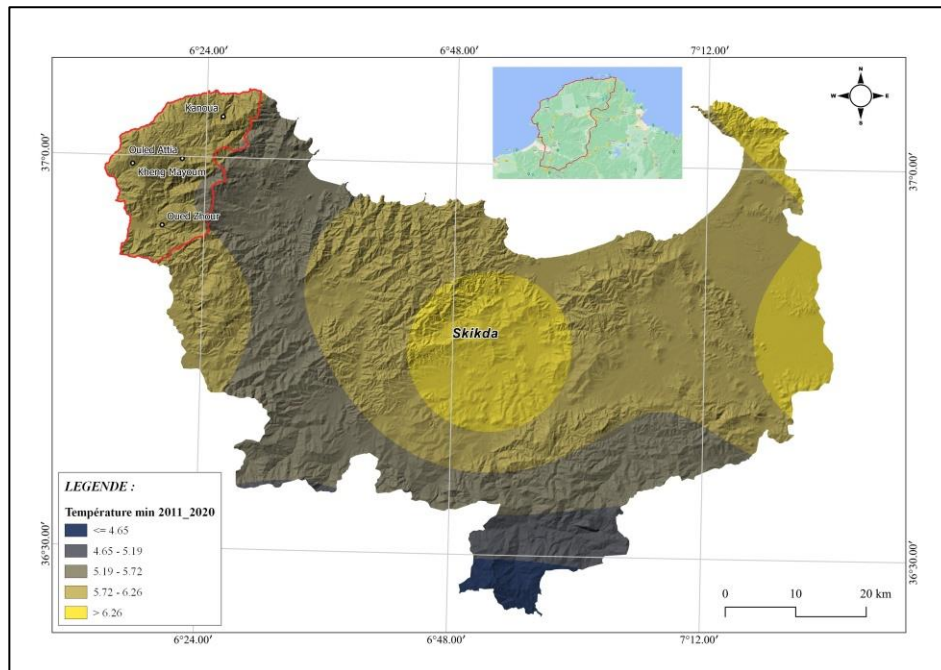 6°24.00′ 6°48.00′ 7°12.00′
N
W E
S
Kanoua
37°0.00′ 37°0.00′
Ouled Attia
Kheng Mayoum
Oued Zhour
Skikda
LEGENDE :
Température min 2011_2020
<= 4.65
4.65 - 5.19
5.19 - 5.72
5.72 - 6.26
> 6.26
36°30.00′ 36°30.00′
0 10 20 km
6°24.00′ 6°48.00′ 7°12.00′